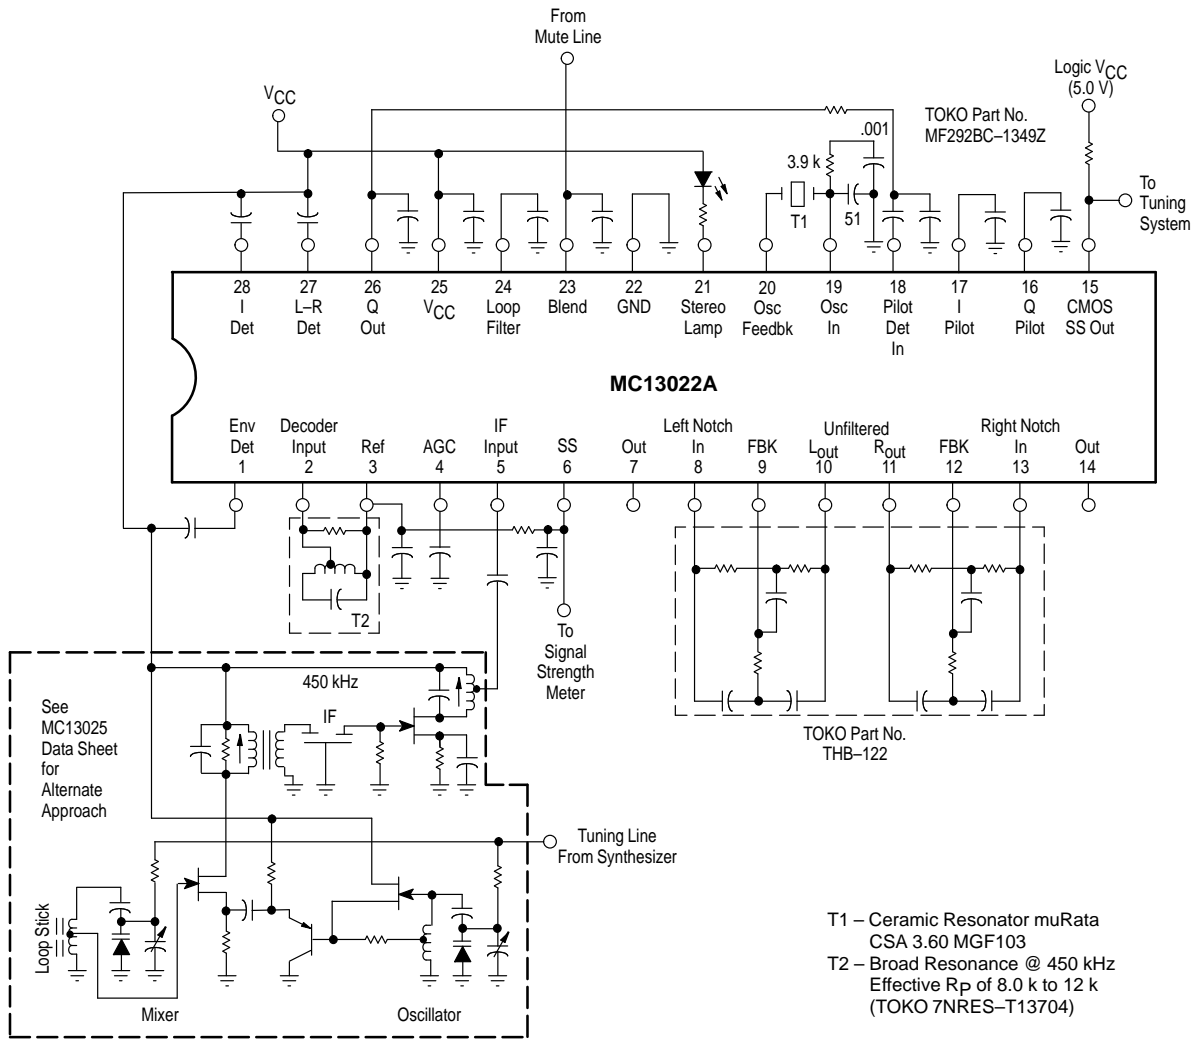 From
Mute Line
VCC
Logic VCC
(5.0 V)
TOKO Part No.
MF292BC–1349Z
.001
3.9 k
T1
51
To
Tuning
System
28
I
Det
27
L–R
Det
26
Q
Out
25
VCC
24
Loop
Filter
23
Blend
22
GND
21
Stereo
Lamp
20
Osc
Feedbk
19
Osc
In
18
Pilot
Det
In
17
I
Pilot
16
Q
Pilot
15
CMOS
SS Out
MC13022A
Env
Det
1
Decoder
Input
2
Ref
3
AGC
4
IF
Input
5
SS
6
Out
7
Left Notch
In
8
FBK
9
Unfiltered
Lout
10
Rout
11
FBK
12
Right Notch
In
13
Out
14
T2
To
Signal
Strength
Meter
TOKO Part No.
THB–122
See
MC13025
Data Sheet
for
Alternate
Approach
450 kHz
IF
Tuning Line
From Synthesizer
Loop Stick
Mixer
Oscillator
T1 – Ceramic Resonator muRata
CSA 3.60 MGF103
T2 – Broad Resonance @ 450 kHz
Effective RP of 8.0 k to 12 k
(TOKO 7NRES–T13704)